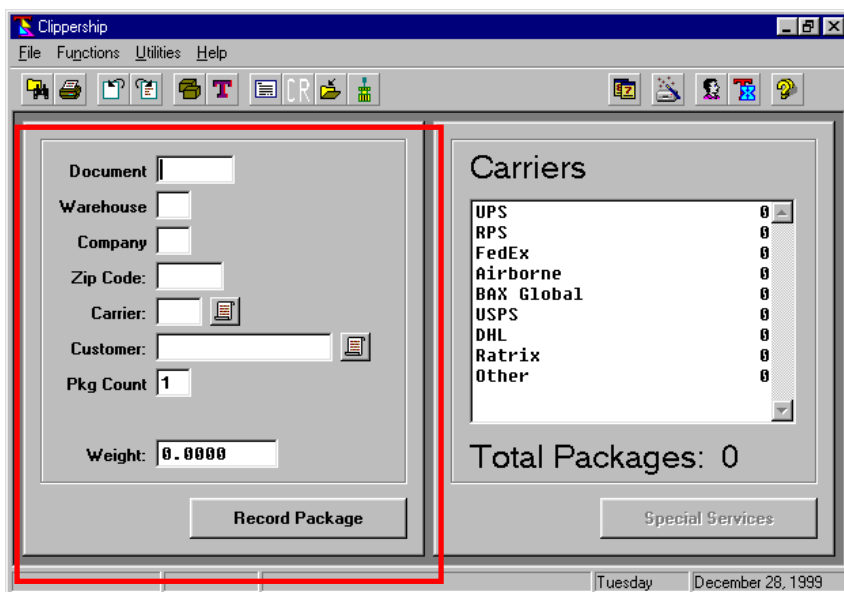 Clippership
File Functions Utilities Help
Document
Warehouse
Company
Zip Code:
Carrier:
Customer:
Pkg Count 1
Weight: 0.0000
Record Package
Carriers
UPS 0
RPS 0
FedEx 0
Airborne 0
BAX Global 0
USPS 0
DHL 0
Ratrix 0
Other 0
Total Packages: 0
Special Services
Tuesday December 28, 1999